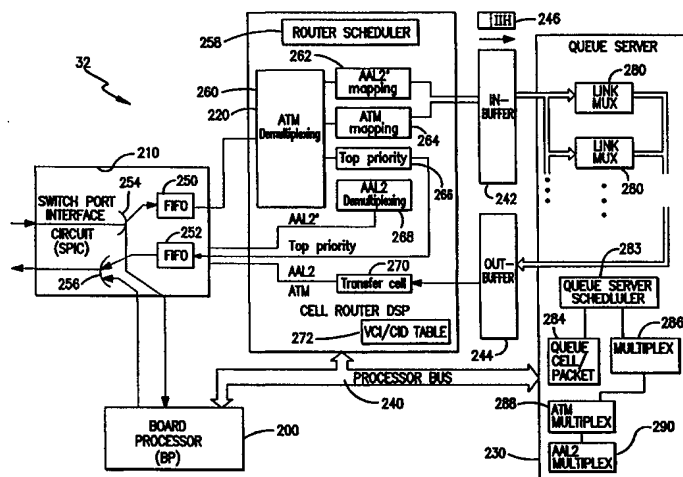 32
210
254
250
FIFO
SWITCH PORT
INTERFACE
CIRCUIT
(SPIC)
252
FIFO
256
258
ROUTER SCHEDULER
262
260
220
ATM
Demultiplexing
AAL2'
mapping
ATM
mapping
264
Top priority
266
AAL2
Demultiplexing
268
AAL2'
Top priority
270
AAL2
ATM
Transfer cell
CELL ROUTER DSP
272
VCI/CID TABLE
IIH
246
IN-
BUFFER
242
OUT-
BUFFER
244
QUEUE SERVER
280
LINK
MUX
LINK
MUX
280
283
QUEUE SERVER
SCHEDLULER
284
286
QUEUE
CELL/
PACKET
MULTIPLEX
288
ATM
MULTIPLEX
290
AAL2
MULTIPLEX
230
PROCESSOR BUS
240
BOARD
PROCESSOR
(BP)
200